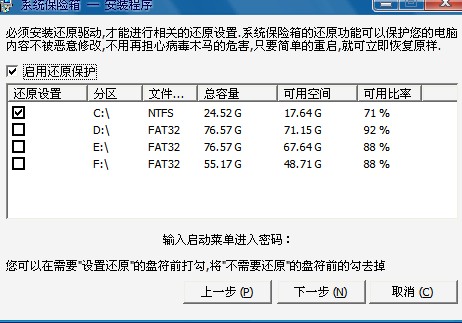 系统保险箱 — 安装程序
必须安装还原驱动,才能进行相关的还原设置.系统保险箱的还原功能可以保护您的电脑
内容不被恶意修改,不用再担心病毒木马的危害,只要简单的重启,就可立即恢复原样.
启用还原保护
还原设置 分区 文件... 总容量 可用空间 可用比率
C:\ NTFS 24.52 G 17.64 G 71 %
D:\ FAT32 76.57 G 71.15 G 92 %
E:\ FAT32 76.57 G 67.64 G 88 %
F:\ FAT32 55.17 G 48.71 G 88 %
输入启动菜单进入密码：
您可以在需要"设置还原"的盘符前打勾,将"不需要还原"的盘符前的勾去掉
上一步 (P) 下一步 (N) 取消 (C)